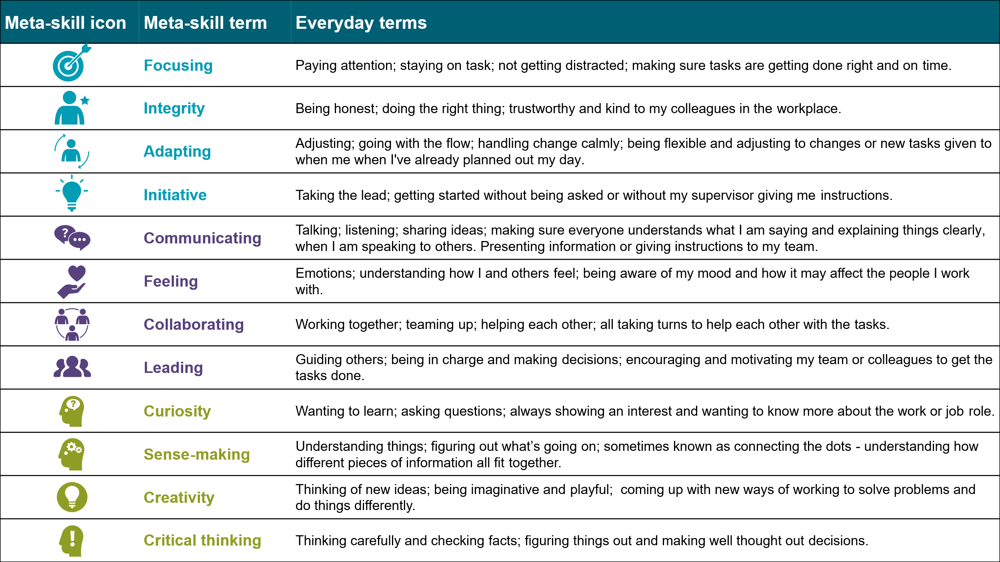 Meta-skill icon Meta-skill term Everyday terms
Focusing Paying attention; staying on task; not getting distracted; making sure tasks are getting done right and on time.
Integrity Being honest; doing the right thing; trustworthy and kind to my colleagues in the workplace.
Adapting Adjusting; going with the flow; handling change calmly; being flexible and adjusting to changes or new tasks given to
when me when I've already planned out my day.
Initiative Taking the lead; getting started without being asked or without my supervisor giving me instructions.
?
Communicating Talking; listening; sharing ideas; making sure everyone understands what I am saying and explaining things clearly,
when I am speaking to others. Presenting information or giving instructions to my team.
Feeling Emotions; understanding how I and others feel; being aware of my mood and how it may affect the people I work
with.
Collaborating Working together; teaming up; helping each other; all taking turns to help each other with the tasks.
Leading Guiding others; being in charge and making decisions; encouraging and motivating my team or colleagues to get the
tasks done.
?
Curiosity Wanting to learn; asking questions; always showing an interest and wanting to know more about the work or job role.
Sense-making Understanding things; figuring out what’s going on; sometimes known as connecting the dots - understanding how
different pieces of information all fit together.
Creativity Thinking of new ideas; being imaginative and playful;  coming up with new ways of working to solve problems and
do things differently.
!
Critical thinking Thinking carefully and checking facts; figuring things out and making well thought out decisions.